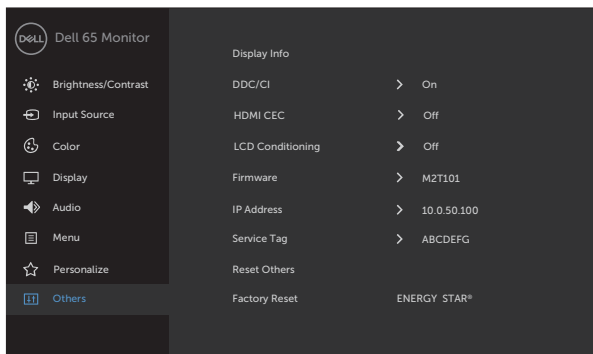 DELL Dell 65 Monitor
Display Info
Brightness/Contrast DDC/CI On
Input Source HDMI CEC Off
Color LCD Conditioning Off
Display Firmware M2T101
Audio IP Address 10.0.50.100
Menu Service Tag ABCDEFG
Personalize Reset Others
Others Factory Reset ENERGY STAR®